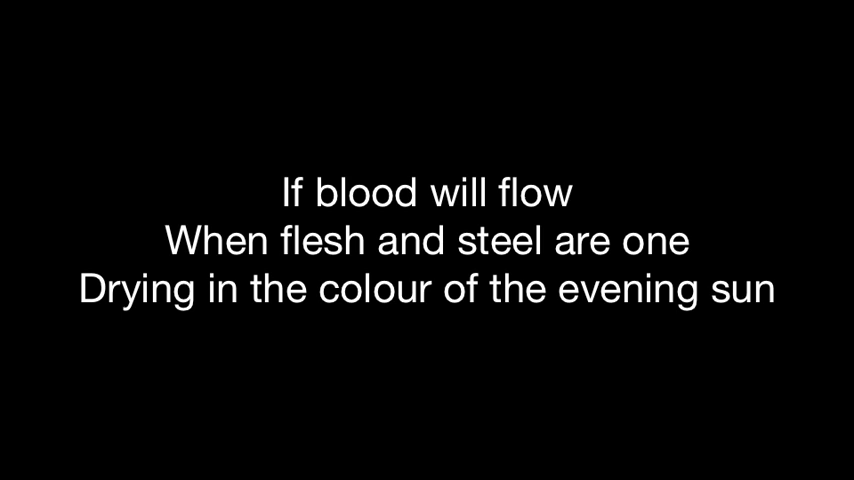 If blood will flow
When flesh and steel are one
Drying in the colour of the evening sun